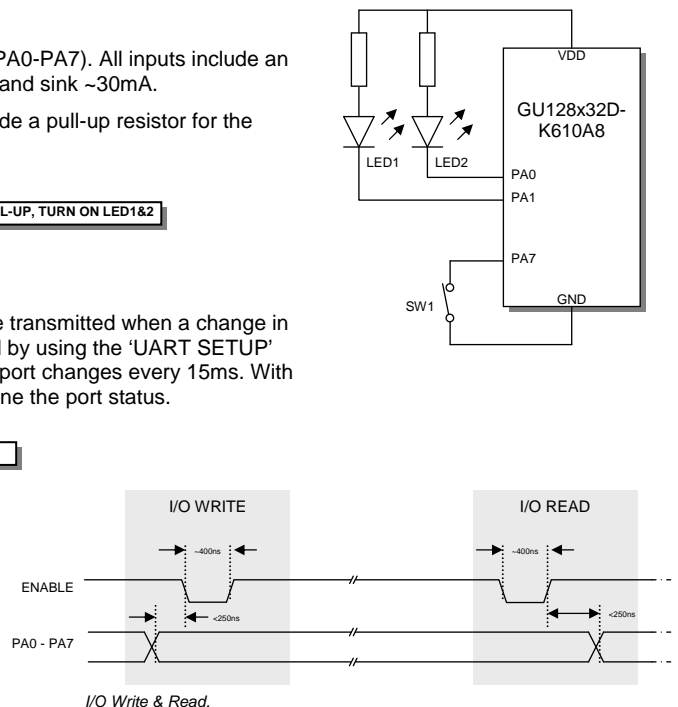 PA0-PA7). All inputs include an
and sink ~30mA.
de a pull-up resistor for the
L-UP, TURN ON LED1&2
e transmitted when a change in
d by using the ‘UART SETUP’
port changes every 15ms. With
ne the port status.
VDD
GU128x32D-
K610A8
LED1
LED2
PA0
PA1
PA7
SW1
GND
I/O WRITE
I/O READ
~400ns
~400ns
ENABLE
<250ns
<250ns
PA0 - PA7
I/O Write & Read.